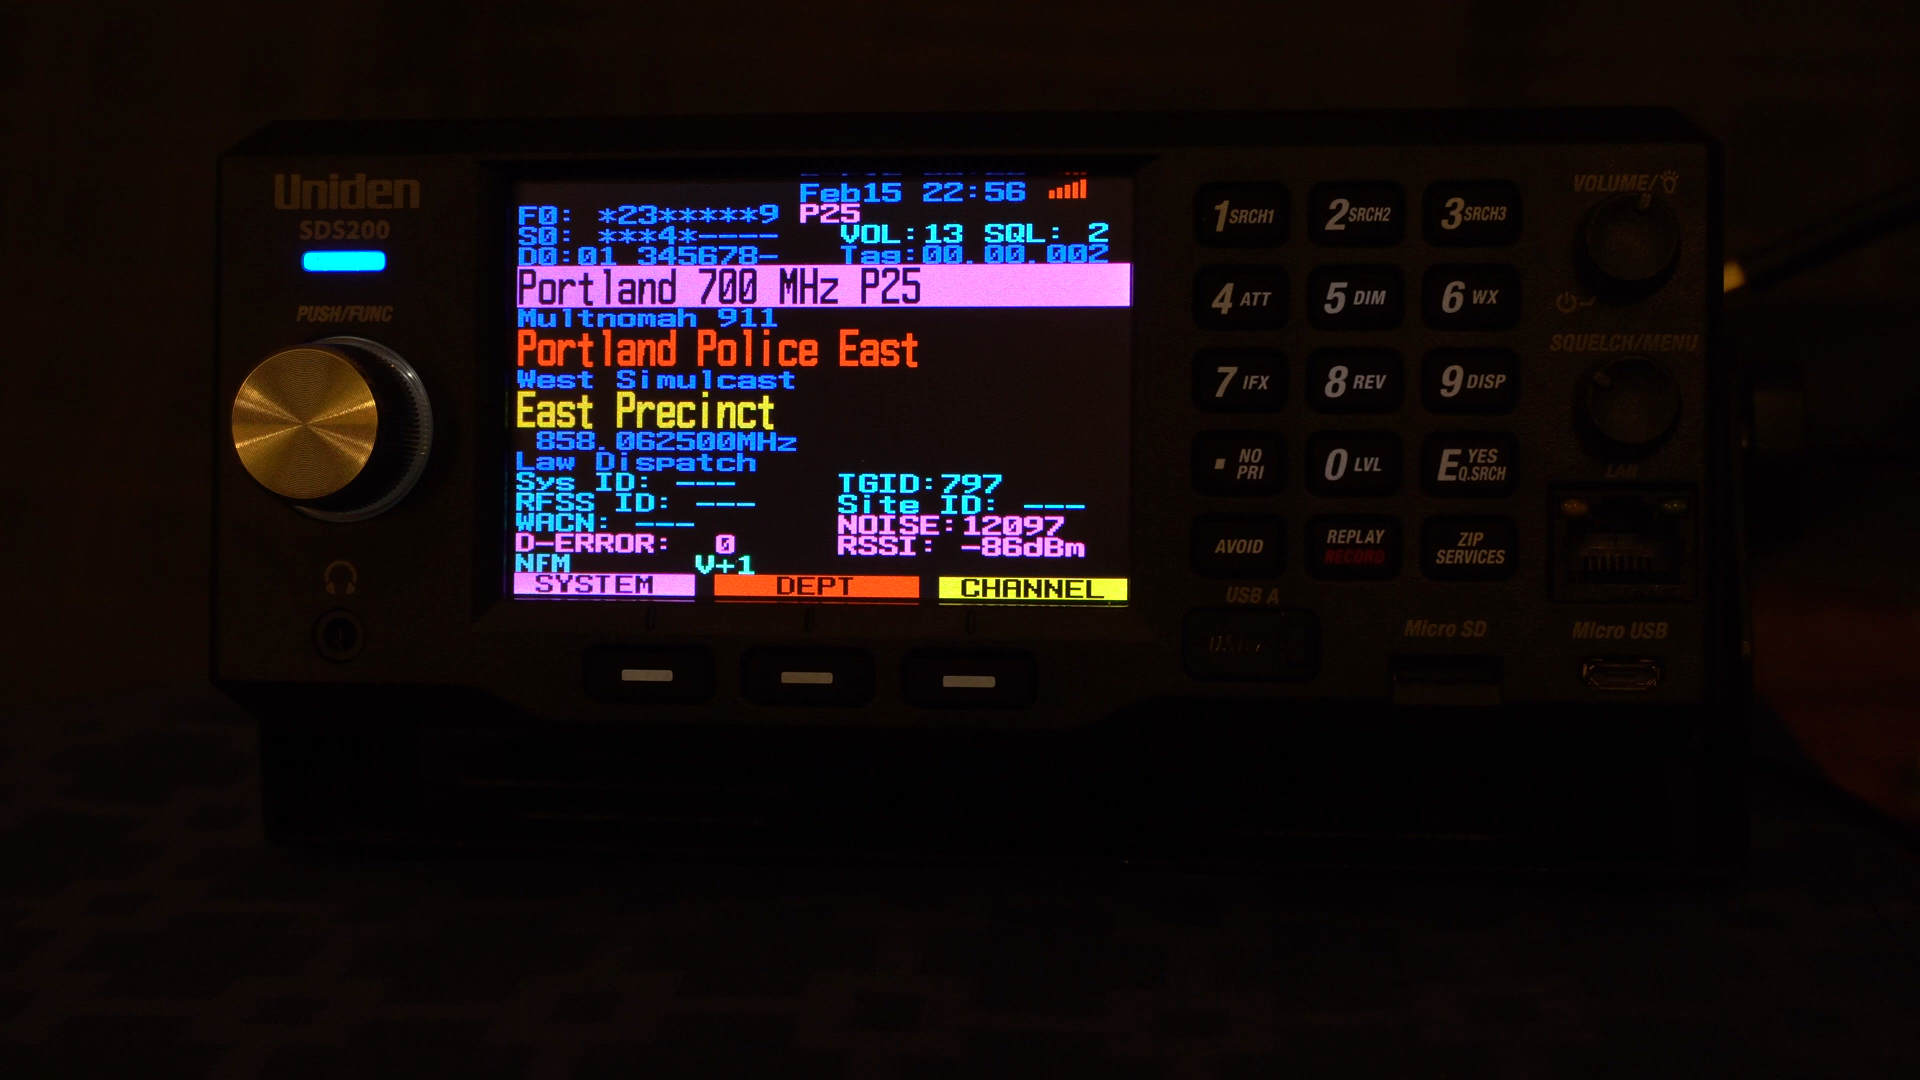 Uniden
SDS200
PUSH/FUNC
Feb15 22:56
F0: *23*****9 P25
S0: ***4*---- VOL:13 SQL: 2
D0:01 345678- Tag:00.00.002
Portland 700 MHz P25
Multnomah 911
Portland Police East
West Simulcast
East Precinct
858.062500MHz
Law Dispatch
Sys ID: --- TGID:797
RFSS ID: --- Site ID: ---
WACN: --- NOISE:12097
D-ERROR: 0 RSSI: -86dBm
NFM V+1
SYSTEM DEPT CHANNEL
1 SRCH1 2 SRCH2 3 SRCH3
4 ATT 5 DIM 6 WX
7 IFX 8 REV 9 DISP
. NO PRI 0 LVL E YES Q.SRCH
AVOID REPLAY RECORD ZIP SERVICES
VOLUME/
SQUELCH/MENU
LAN
USB A
Micro SD
Micro USB